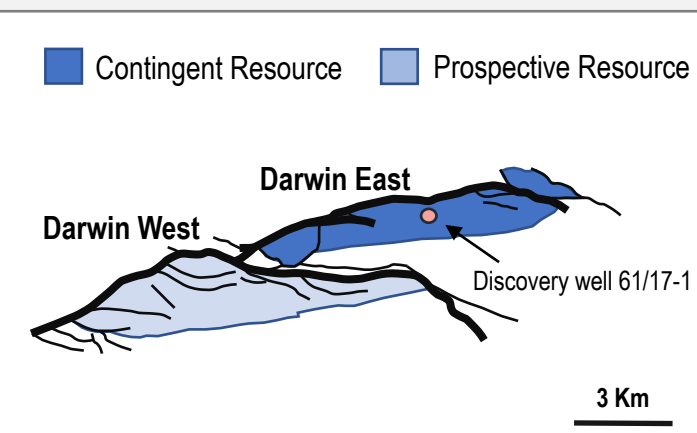 Contingent Resource
Prospective Resource
Darwin East
Darwin West
Discovery well 61/17-1
3 Km